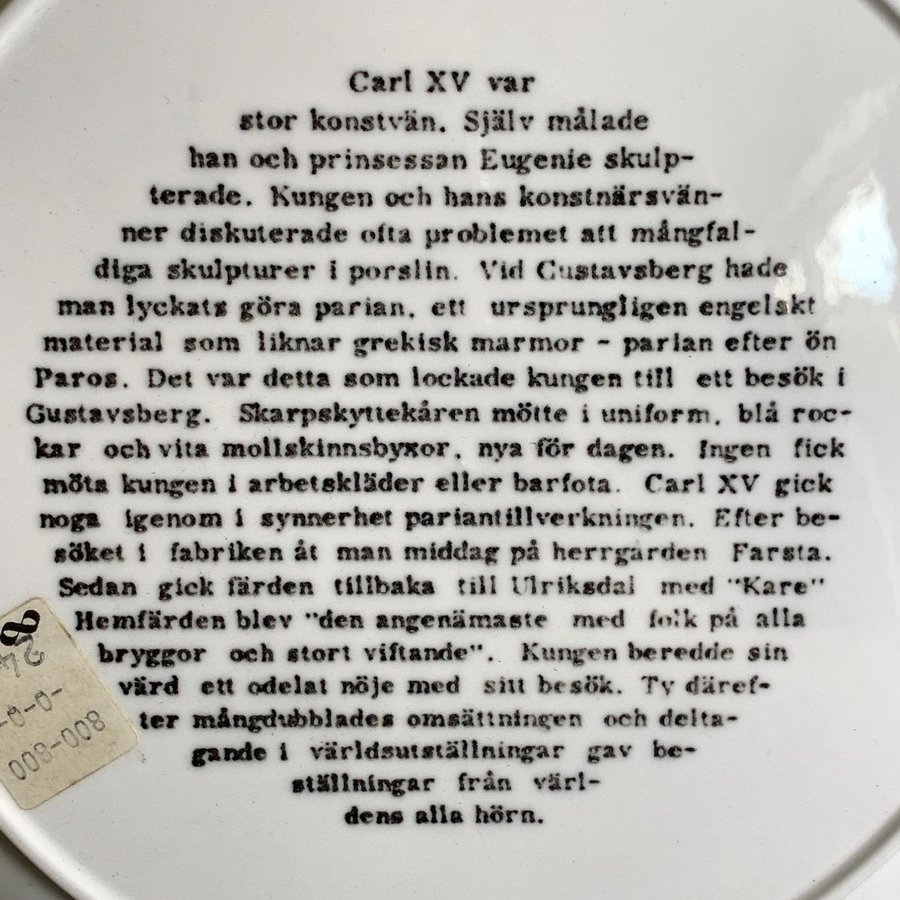 Carl XV var
stor konstvän. Själv målade
han och prinsessan Eugenie skulp-
terade. Kungen och hans konstnärsvän-
ner diskuterade ofta problemet att mångfal-
diga skulpturer i porslin. Vid Gustavsberg hade
man lyckats göra parian, ett ursprungligen engelskt
material som liknar grekisk marmor - parian efter ön
Paros. Det var detta som lockade kungen till ett besök i
Gustavsberg. Skarpskyttekåren mötte i uniform, blå roc-
kar och vita mollskinnsbyxor, nya för dagen. Ingen fick
möta kungen i arbetskläder eller barfota. Carl XV gick
noga igenom i synnerhet pariantillverkningen. Efter be-
söket i fabriken åt man middag på herrgården Farsta.
Sedan gick färden tillbaka till Ulriksdal med "Kare"
Hemfärden blev "den angenämaste med folk på alla
bryggor och stort viftande". Kungen beredde sin
värd ett odelat nöje med sitt besök. Ty däref-
ter mångdubblades omsättningen och delta-
gande i världsutställningar gav be-
ställningar från värl-
dens alla hörn.
8
24
-0-0-
008-008